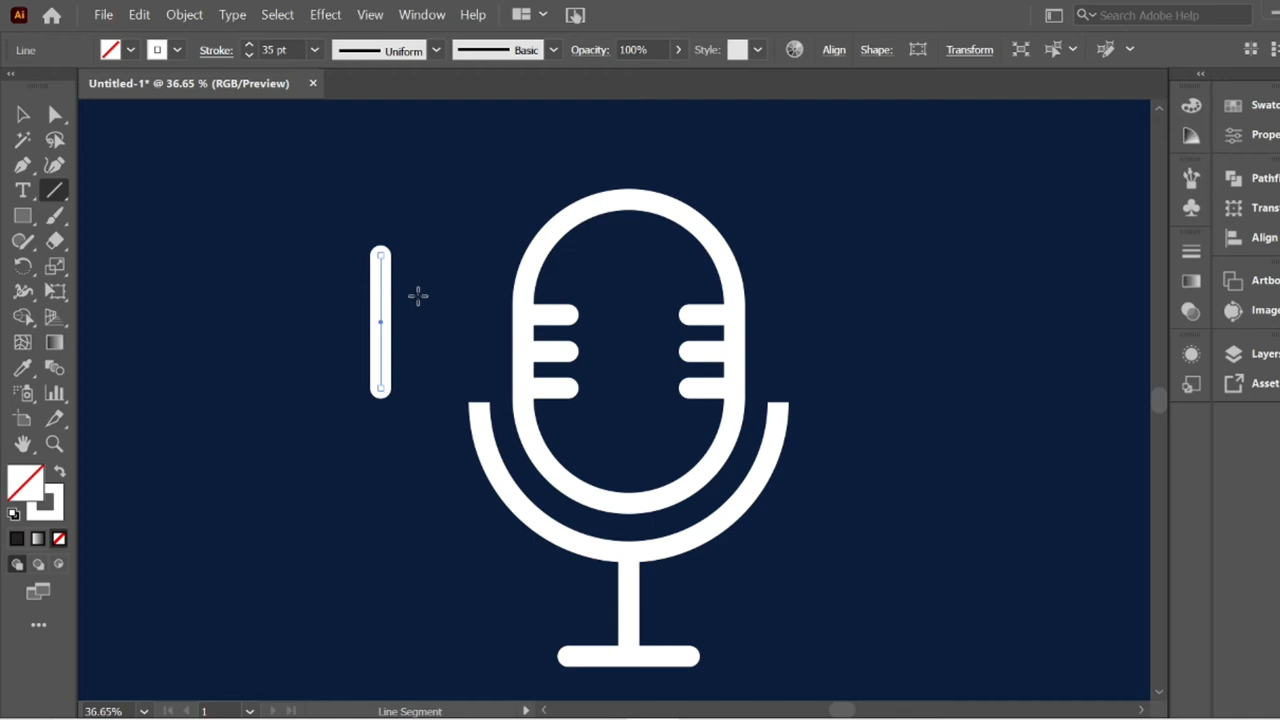 Ai File Edit Object Type Select Effect View Window Help Search Adobe Help
Line Stroke: 35 pt Uniform Basic Opacity: 100% Style: Align Shape: Transform
Untitled-1* @ 36.65 % (RGB/Preview) ×
Swatc
Prope
Pathfi
Trans
Align
Artbo
Image
Layer:
Asset
36.65% 1 Line Segment